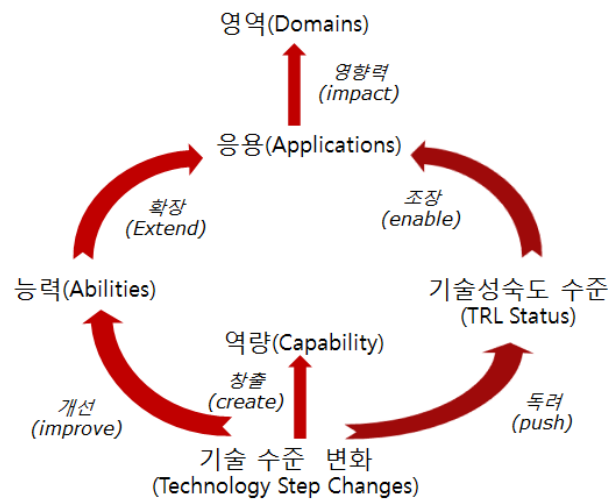 영역(Domains)
영향력
(impact)
응용(Applications)
확장
(Extend)
조장
(enable)
능력(Abilities)
기술성숙도 수준
(TRL Status)
역량(Capability)
창출
(create)
개선
(improve)
독려
(push)
기술 수준 변화
(Technology Step Changes)